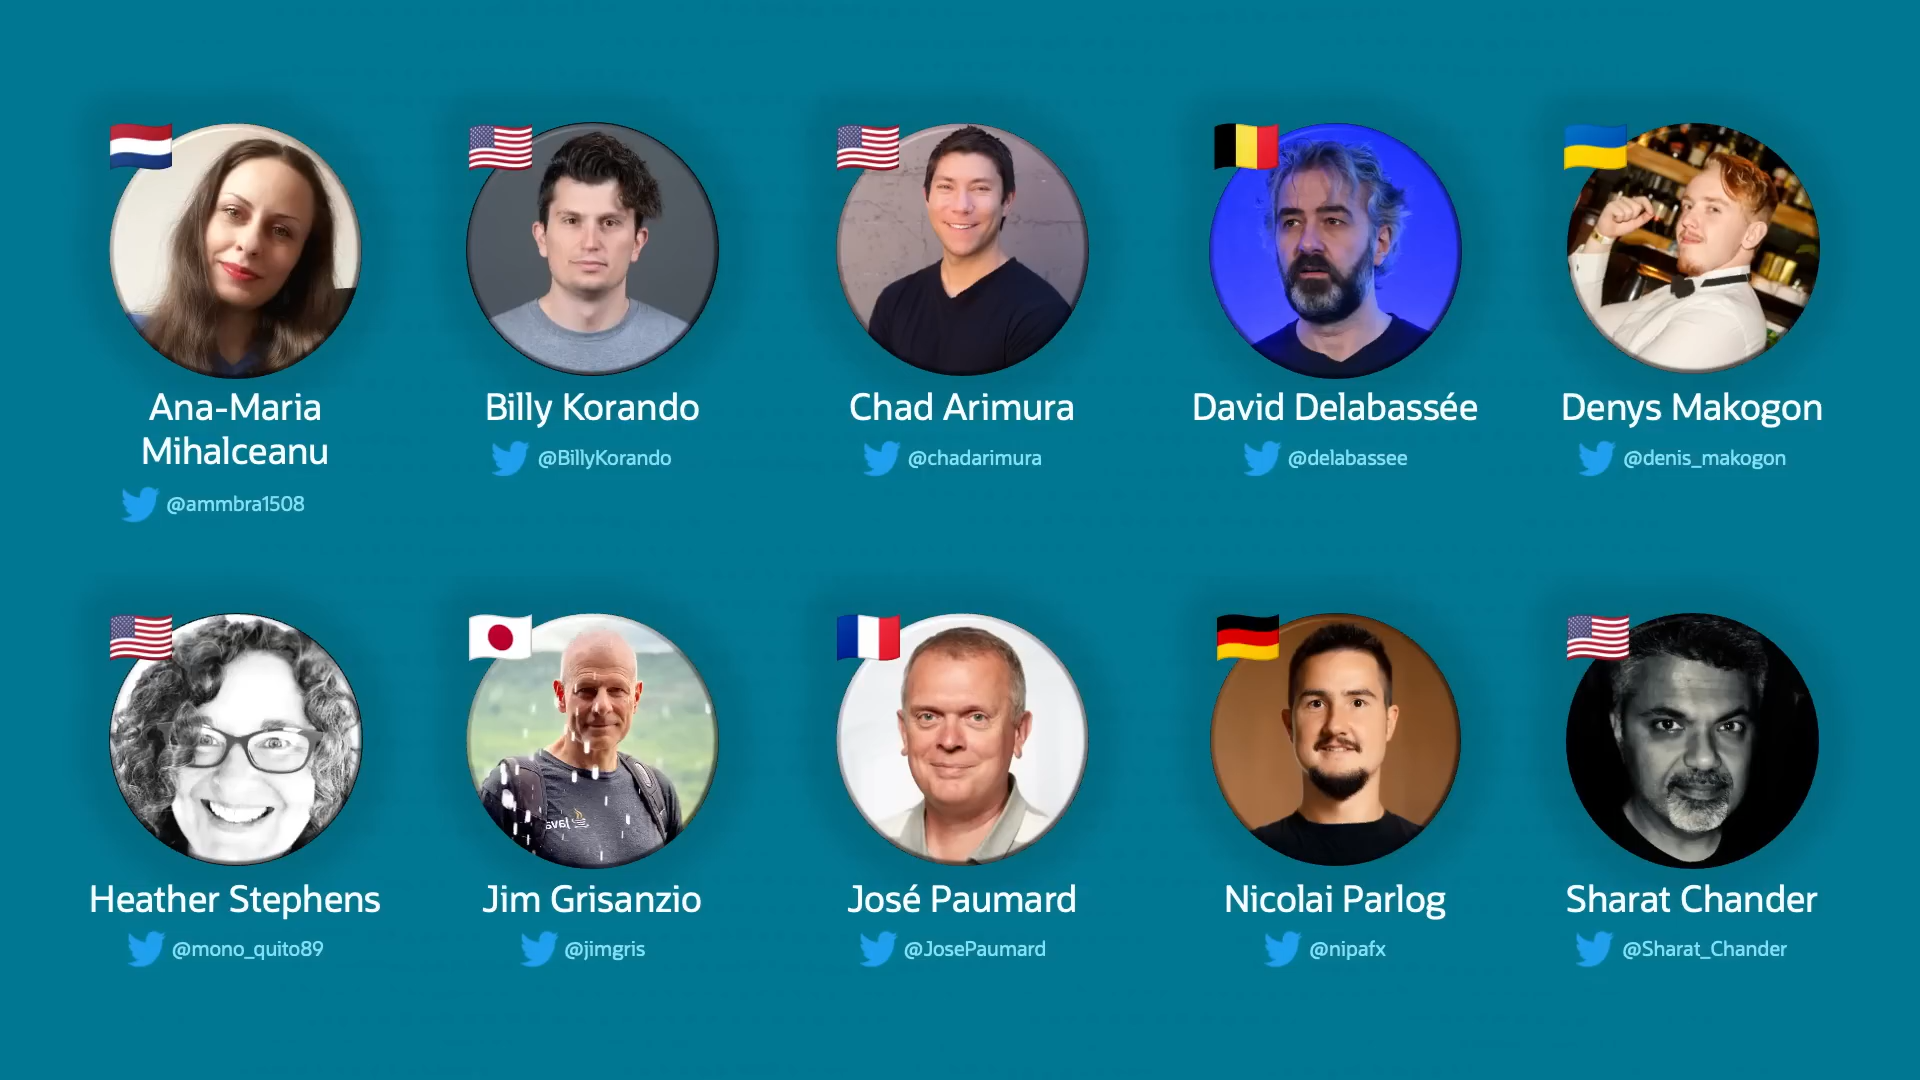 Ana-Maria
Mihalceanu
@ammbra1508
Billy Korando
@BillyKorando
Chad Arimura
@chadarimura
David Delabassée
@delabassee
Denys Makogon
@denis_makogon
Heather Stephens
@mono_quito89
Jim Grisanzio
@jimgris
Java
José Paumard
@JosePaumard
Nicolai Parlog
@nipafx
Sharat Chander
@Sharat_Chander